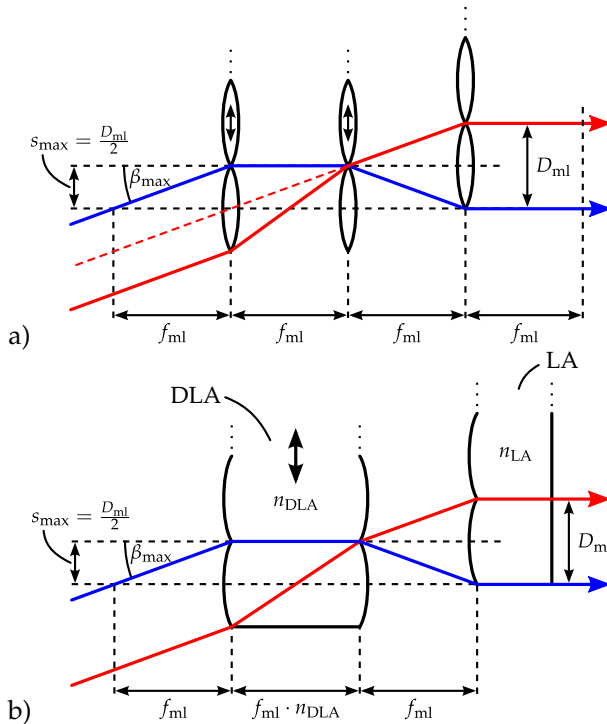 s_max = D_ml/2
β_max
D_ml
f_ml f_ml f_ml f_ml
a)
LA
DLA
n_LA
n_DLA
s_max = D_ml/2
β_max
D_m
f_ml f_ml · n_DLA f_ml
b)